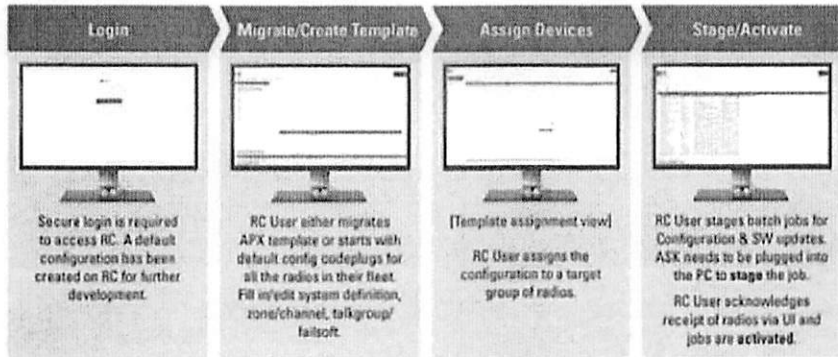 Login
Migrate/Create Template
Assign Devices
Stage/Activate
Secure login is required
to access RC. A default
configuration has been
created on RC for further
development.
RC User either migrates
APX template or starts with
default config codeplugs for
all the radios in their fleet.
Fill in/edit system definition,
zone/channel, talkgroup/
failsoft.
[Template assignment view]
RC User assigns the
configuration to a target
group of radios.
RC User stages batch jobs for
Configuration & SW updates.
ASK needs to be plugged into
the PC to stage the job.
RC User acknowledges
receipt of radios via UI and
jobs are activated.